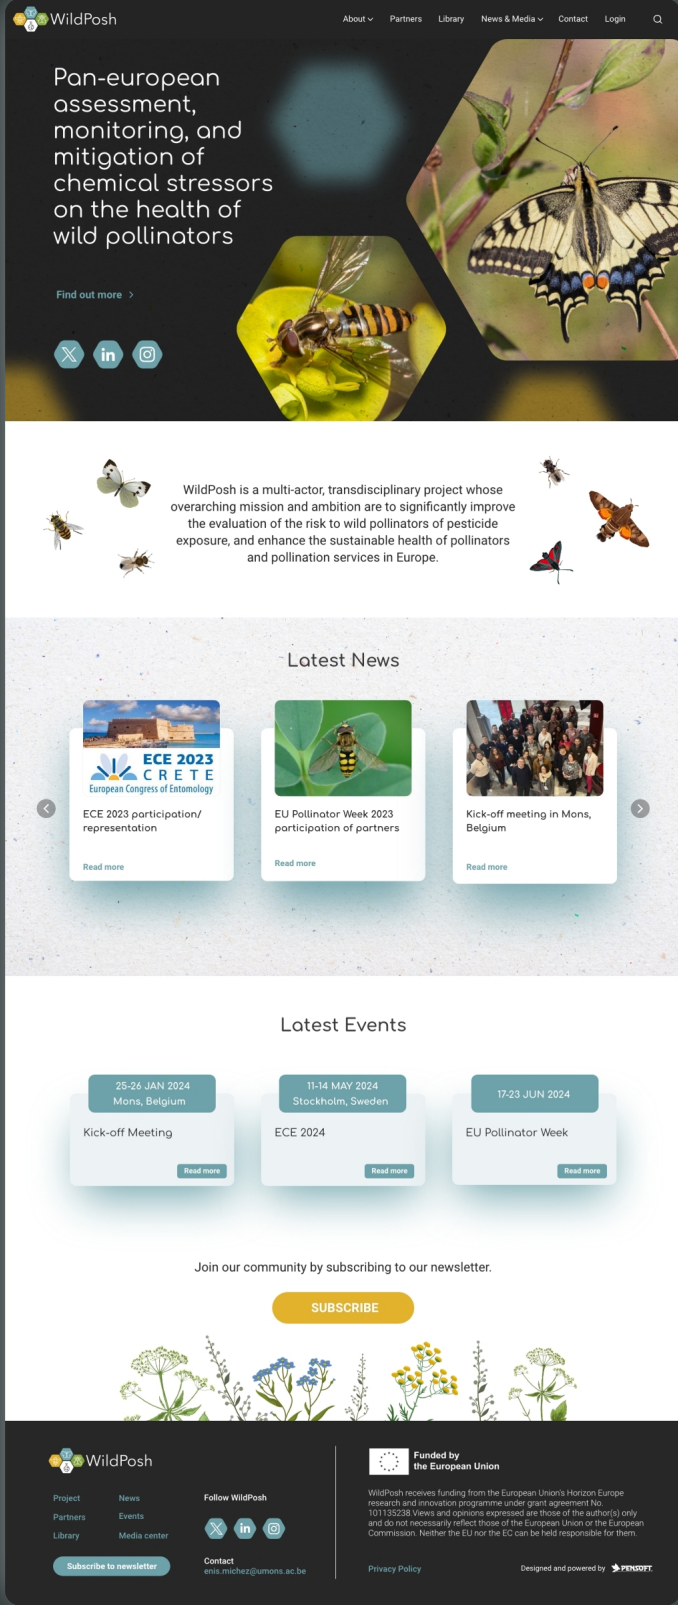 WildPosh
About Partners Library News & Media Contact Login
Pan-european
assessment,
monitoring, and
mitigation of
chemical stressors
on the health of
wild pollinators
Find out more
WildPosh is a multi-actor, transdisciplinary project whose
overarching mission and ambition are to significantly improve
the evaluation of the risk to wild pollinators of pesticide
exposure, and enhance the sustainable health of pollinators
and pollination services in Europe.
Latest News
ECE 2023
CRETE
European Congress of Entomology
ECE 2023 participation/
representation
Read more
EU Pollinator Week 2023
participation of partners
Read more
Kick-off meeting in Mons,
Belgium
Read more
Latest Events
25-26 JAN 2024
Mons, Belgium
Kick-off Meeting
Read more
11-14 MAY 2024
Stockholm, Sweden
ECE 2024
Read more
17-23 JUN 2024
EU Pollinator Week
Read more
Join our community by subscribing to our newsletter.
SUBSCRIBE
WildPosh
Project
Partners
Library
News
Events
Media center
Subscribe to newsletter
Follow WildPosh
Contact
enis.michez@umons.ac.be
Funded by
the European Union
WildPosh receives funding from the European Union's Horizon Europe
research and innovation programme under grant agreement No.
101135238.Views and opinions expressed are those of the author(s) only
and do not necessarily reflect those of the European Union or the European
Commission. Neither the EU nor the EC can be held responsible for them.
Privacy Policy
Designed and powered by PENSOFT.